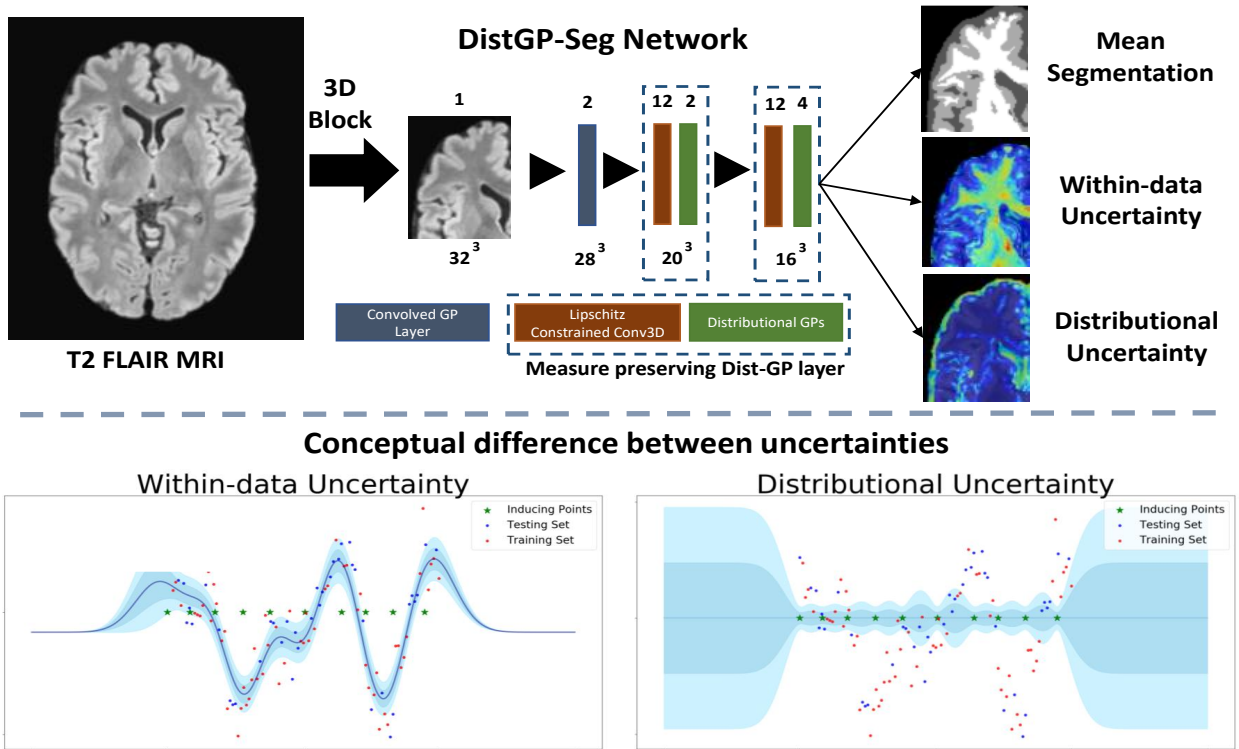 DistGP-Seg Network
3D
Block
1
2
12 2
12 4
32³
28³
20³
16³
Mean
Segmentation
Within-data
Uncertainty
Distributional
Uncertainty
Convolved GP
Layer
Lipschitz
Constrained Conv3D
Distributional GPs
Measure preserving Dist-GP layer
T2 FLAIR MRI
Conceptual difference between uncertainties
Within-data Uncertainty
Inducing Points
Testing Set
Training Set
Distributional Uncertainty
Inducing Points
Testing Set
Training Set